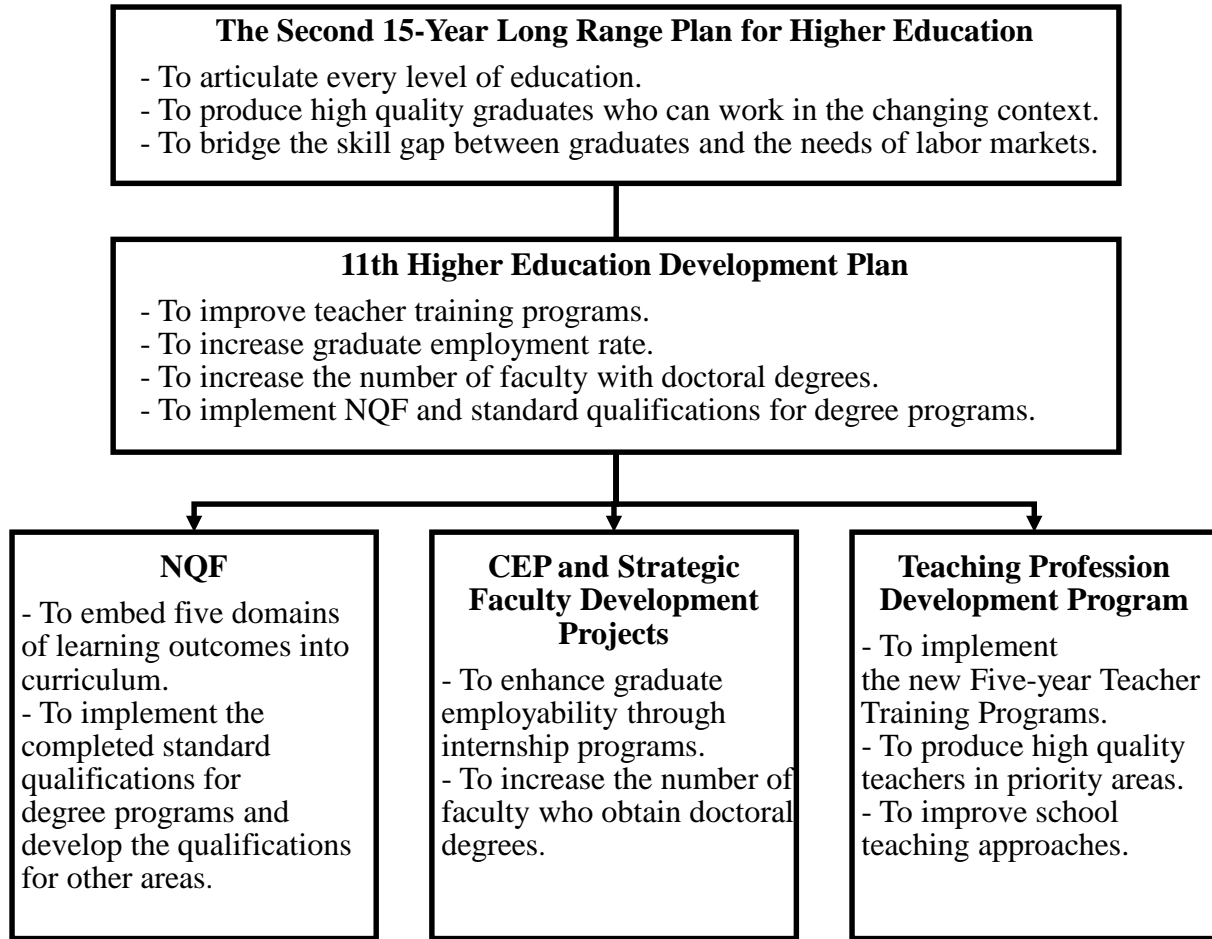 The Second 15-Year Long Range Plan for Higher Education
- To articulate every level of education.
- To produce high quality graduates who can work in the changing context.
- To bridge the skill gap between graduates and the needs of labor markets.
11th Higher Education Development Plan
- To improve teacher training programs.
- To increase graduate employment rate.
- To increase the number of faculty with doctoral degrees.
- To implement NQF and standard qualifications for degree programs.
NQF
- To embed five domains
of learning outcomes into
curriculum.
- To implement the
completed standard
qualifications for
degree programs and
develop the qualifications
for other areas.
CEP and Strategic
Faculty Development
Projects
- To enhance graduate
employability through
internship programs.
- To increase the number of
faculty who obtain doctoral
degrees.
Teaching Profession
Development Program
- To implement
the new Five-year Teacher
Training Programs.
- To produce high quality
teachers in priority areas.
- To improve school
teaching approaches.